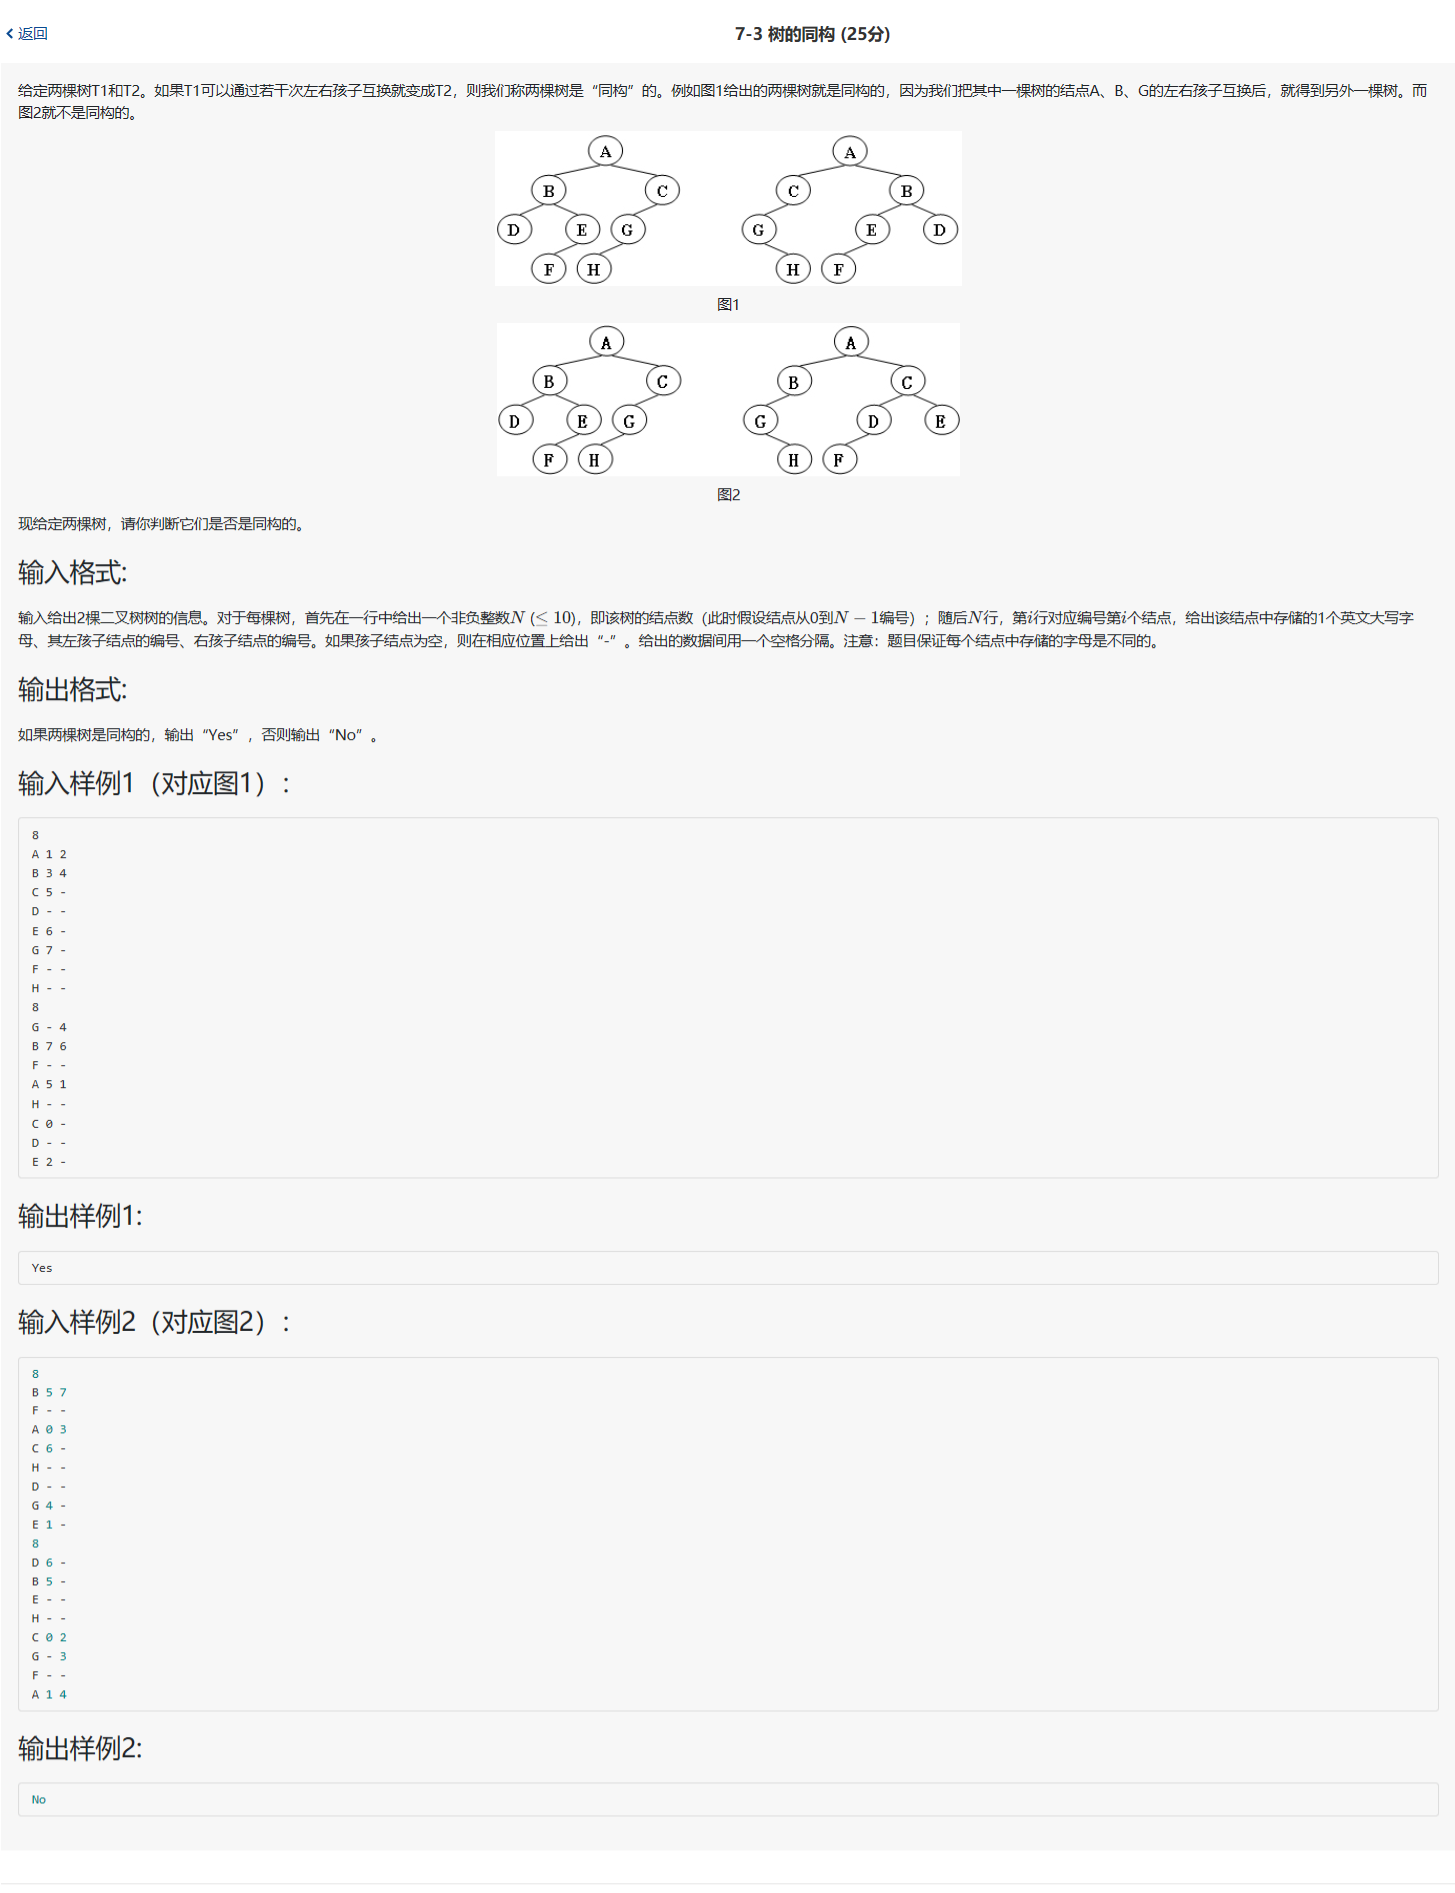 返回
7-3 树的同构 (25分)
给定两棵树T1和T2。如果T1可以通过若干次左右孩子互换就变成T2，则我们称两棵树是“同构”的。例如图1给出的两棵树就是同构的，因为我们把其中一棵树的结点A、B、G的左右孩子互换后，就得到另外一棵树。而
图2就不是同构的。
A A
B C C B
D E G G E D
F H H F
图1
A A
B C B C
D E G G D E
F H H F
图2
现给定两棵树，请你判断它们是否是同构的。
输入格式:
输入给出2棵二叉树树的信息。对于每棵树，首先在一行中给出一个非负整数N (≤ 10)，即该树的结点数（此时假设结点从0到N − 1编号）；随后N行，第i行对应编号第i个结点，给出该结点中存储的1个英文大写字
母、其左孩子结点的编号、右孩子结点的编号。如果孩子结点为空，则在相应位置上给出“-”。给出的数据间用一个空格分隔。注意：题目保证每个结点中存储的字母是不同的。
输出格式:
如果两棵树是同构的，输出“Yes”，否则输出“No”。
输入样例1（对应图1）:
8
A 1 2
B 3 4
C 5 -
D - -
E 6 -
G 7 -
F - -
H - -
8
G - 4
B 7 6
F - -
A 5 1
H - -
C 0 -
D - -
E 2 -
输出样例1:
Yes
输入样例2（对应图2）:
8
B 5 7
F - -
A 0 3
C 6 -
H - -
D - -
G 4 -
E 1 -
8
D 6 -
B 5 -
E - -
H - -
C 0 2
G - 3
F - -
A 1 4
输出样例2:
No